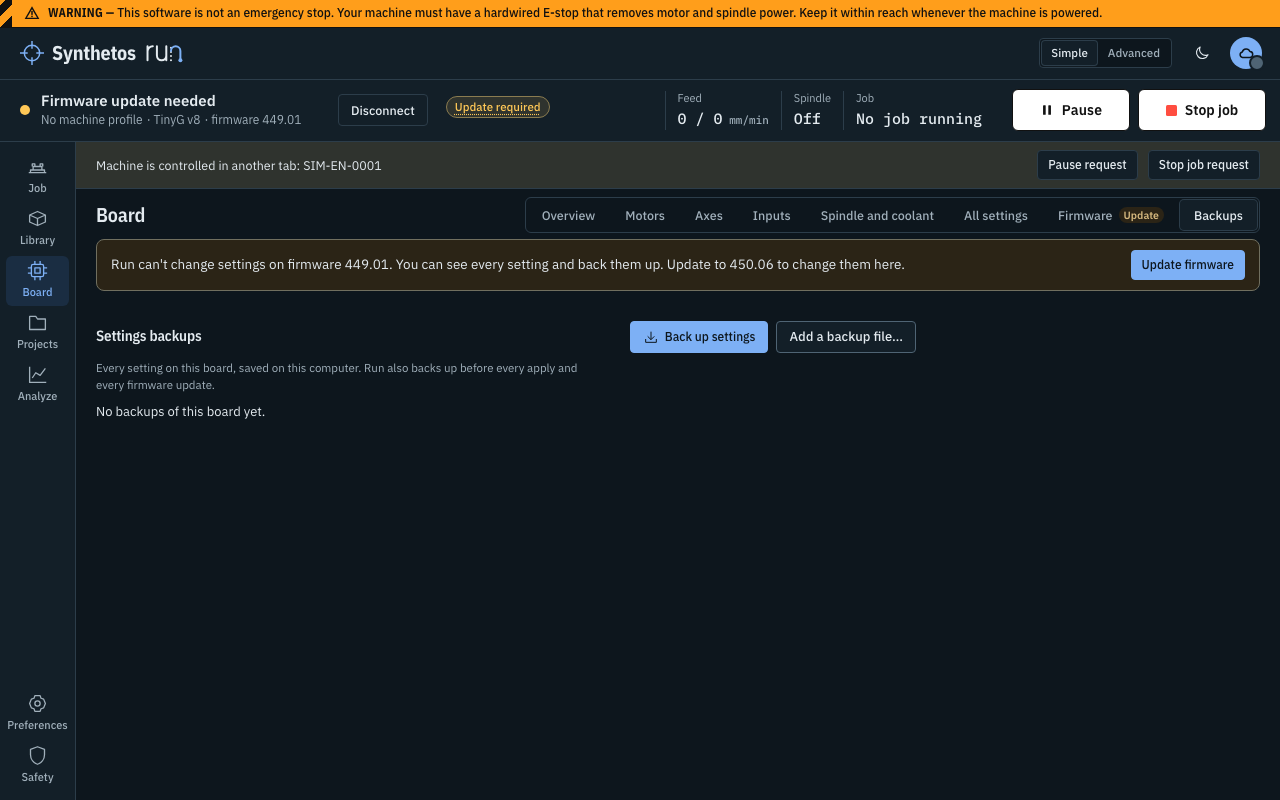 WARNING — This software is not an emergency stop. Your machine must have a hardwired E-stop that removes motor and spindle power. Keep it within reach whenever the machine is powered.
Synthetos run
Simple
Advanced
Firmware update needed
No machine profile · TinyG v8 · firmware 449.01
Disconnect
Update required
Feed
0 / 0 mm/min
Spindle
Off
Job
No job running
Pause
Stop job
Machine is controlled in another tab: SIM-EN-0001
Pause request
Stop job request
Job
Library
Board
Projects
Analyze
Preferences
Safety
Board
Overview
Motors
Axes
Inputs
Spindle and coolant
All settings
Firmware Update
Backups
Run can't change settings on firmware 449.01. You can see every setting and back them up. Update to 450.06 to change them here.
Update firmware
Settings backups
Back up settings
Add a backup file...
Every setting on this board, saved on this computer. Run also backs up before every apply and
every firmware update.
No backups of this board yet.